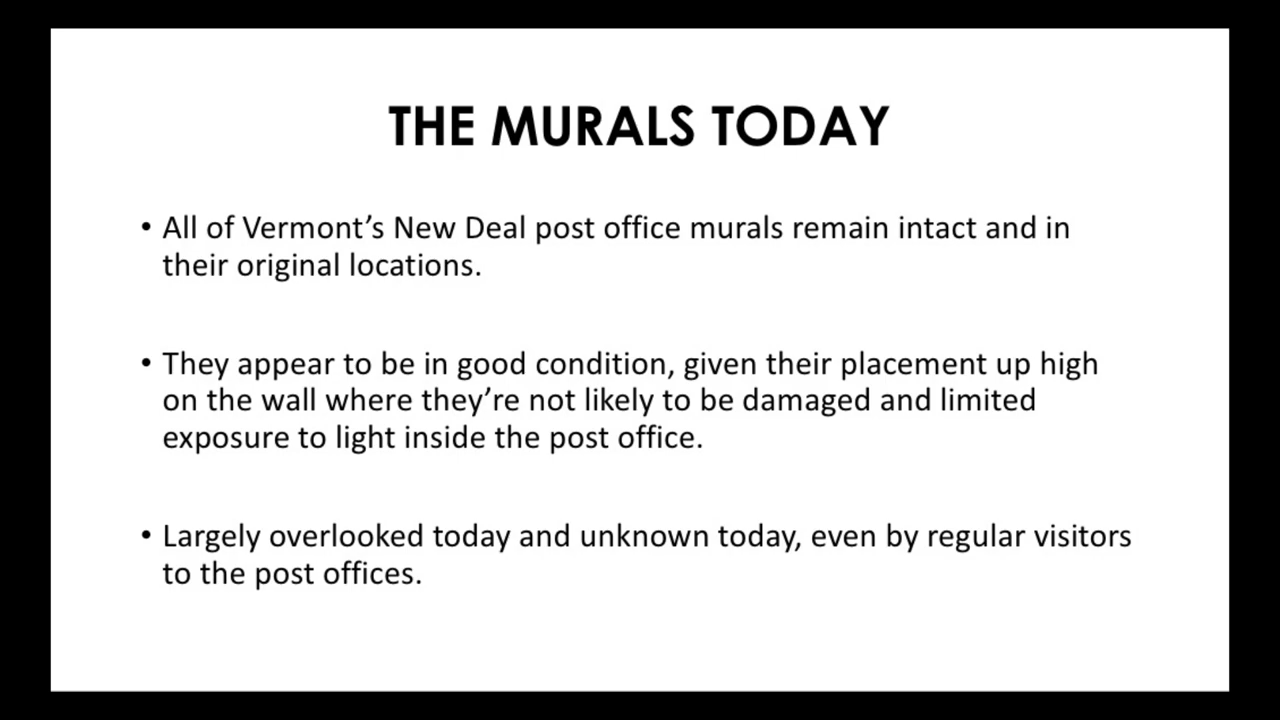 THE MURALS TODAY
• All of Vermont’s New Deal post office murals remain intact and in
their original locations.
• They appear to be in good condition, given their placement up high
on the wall where they’re not likely to be damaged and limited
exposure to light inside the post office.
• Largely overlooked today and unknown today, even by regular visitors
to the post offices.